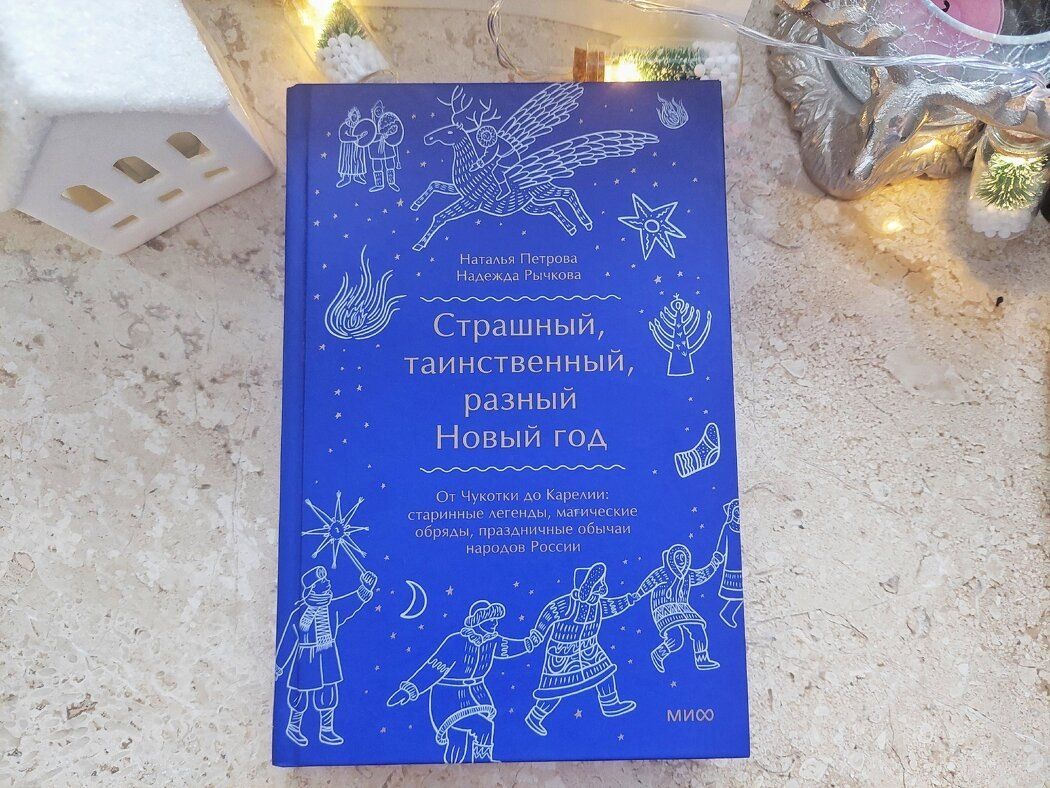 Наталья Петрова
Надежда Рычкова
Страшный,
таинственный,
разный
Новый год
От Чукотки до Карелии:
старинные легенды, магические
обряды, праздничные обычаи
народов России
МИФ